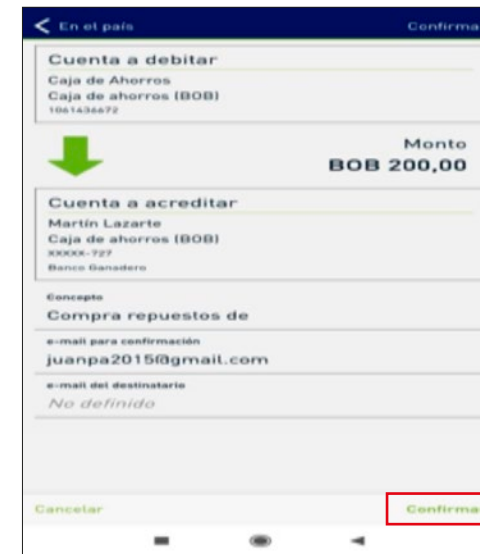 En el país Confirma
Cuenta a debitar
Caja de Ahorros
Caja de ahorros (BOB)
1061436672
Monto
BOB 200,00
Cuenta a acreditar
Martín Lazarte
Caja de ahorros (BOB)
XXXXX-727
Banco Ganadero
Concepto
Compra repuestos de
e-mail para confirmación
juanpa2015@gmail.com
e-mail del destinatario
No definido
Cancelar Confirma